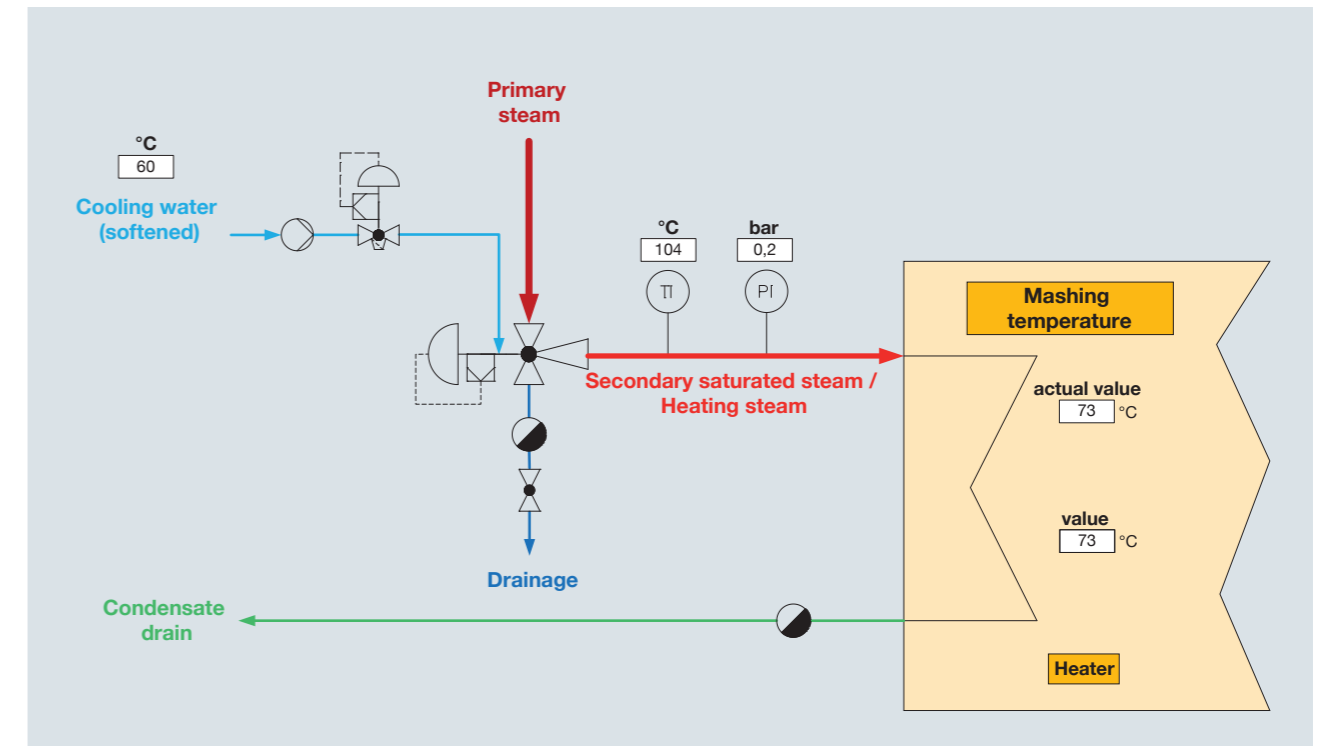 Primary
steam
°C
60
Cooling water
(softened)
°C
104
bar
0,2
TI
PI
Mashing
temperature
Secondary saturated steam /
Heating steam
actual value
73 °C
value
73 °C
Drainage
Condensate
drain
Heater